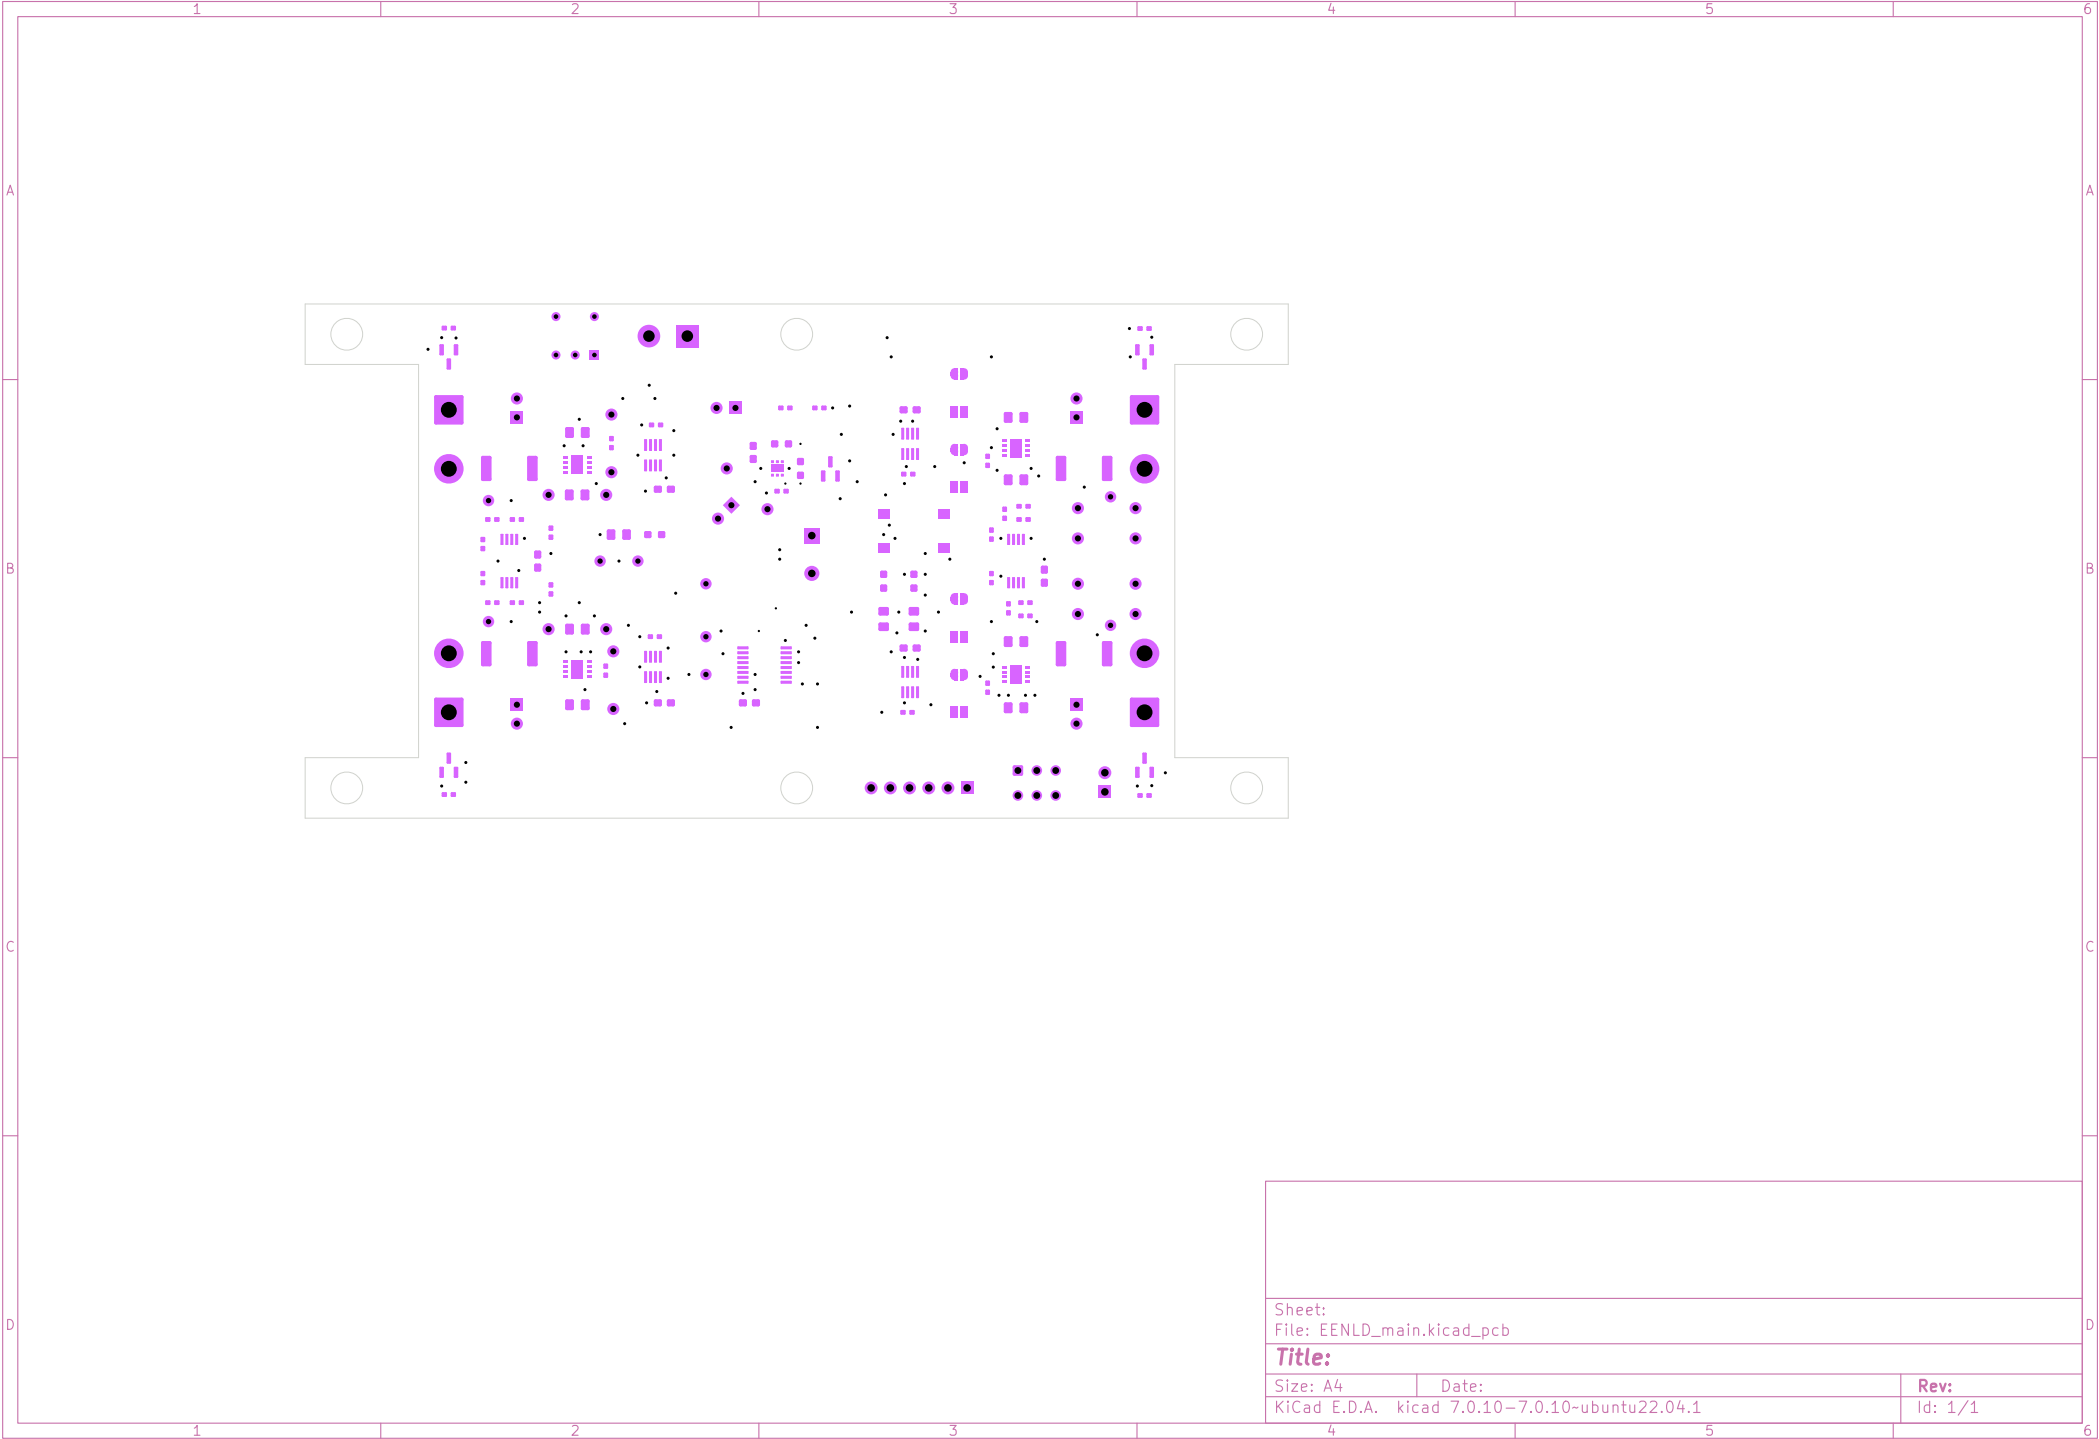 1 2 3 4 5 6
A A
B B
C C
D D
Sheet:
File: EENLD_main.kicad_pcb
Title:
Size: A4 Date: Rev:
KiCad E.D.A. kicad 7.0.10-7.0.10~ubuntu22.04.1 Id: 1/1
1 2 3 4 5 6